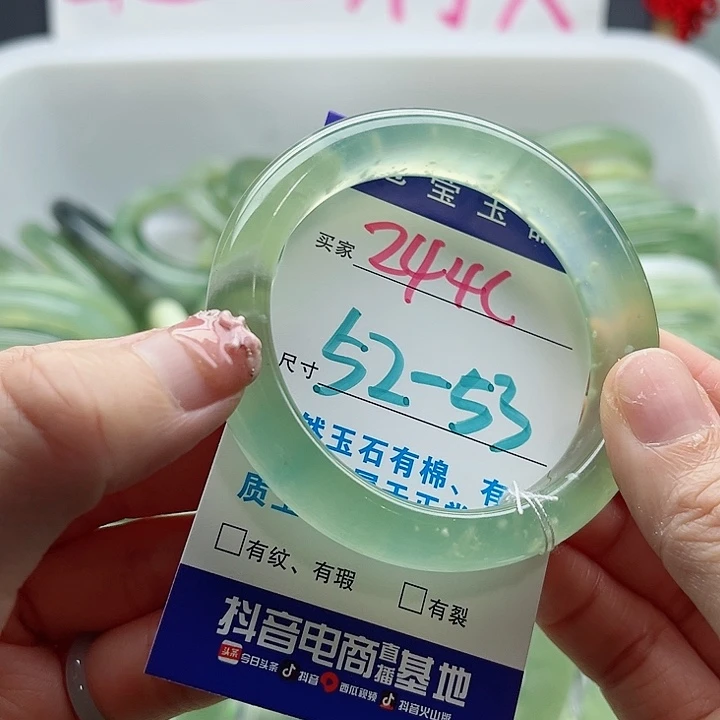 宝玉
买家 244C
尺寸 52-53
然玉石有棉、有
质
□有纹、有瑕
□有裂
抖音电商直播基地
头条 今日头条 抖音 西瓜视频 抖音火山版